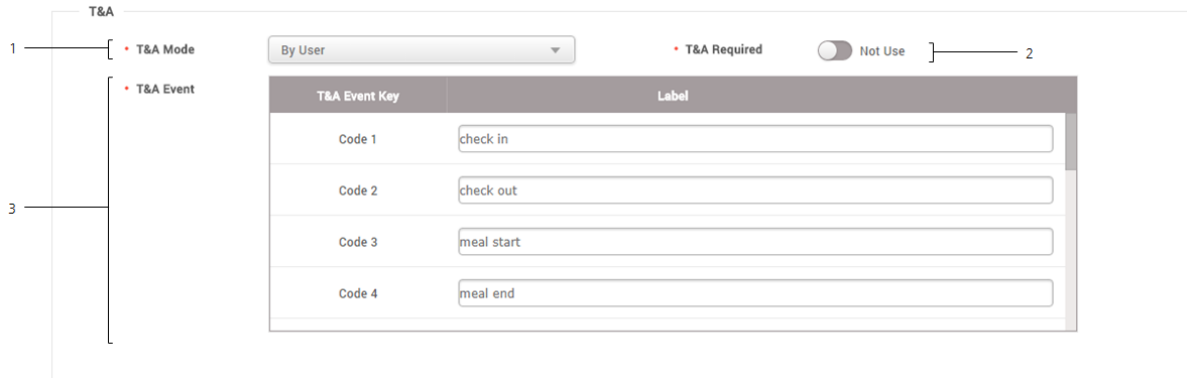 T&A
1 * T&A Mode By User * T&A Required Not Use 2
* T&A Event
T&A Event Key Label
Code 1 check in
Code 2 check out
3
Code 3 meal start
Code 4 meal end